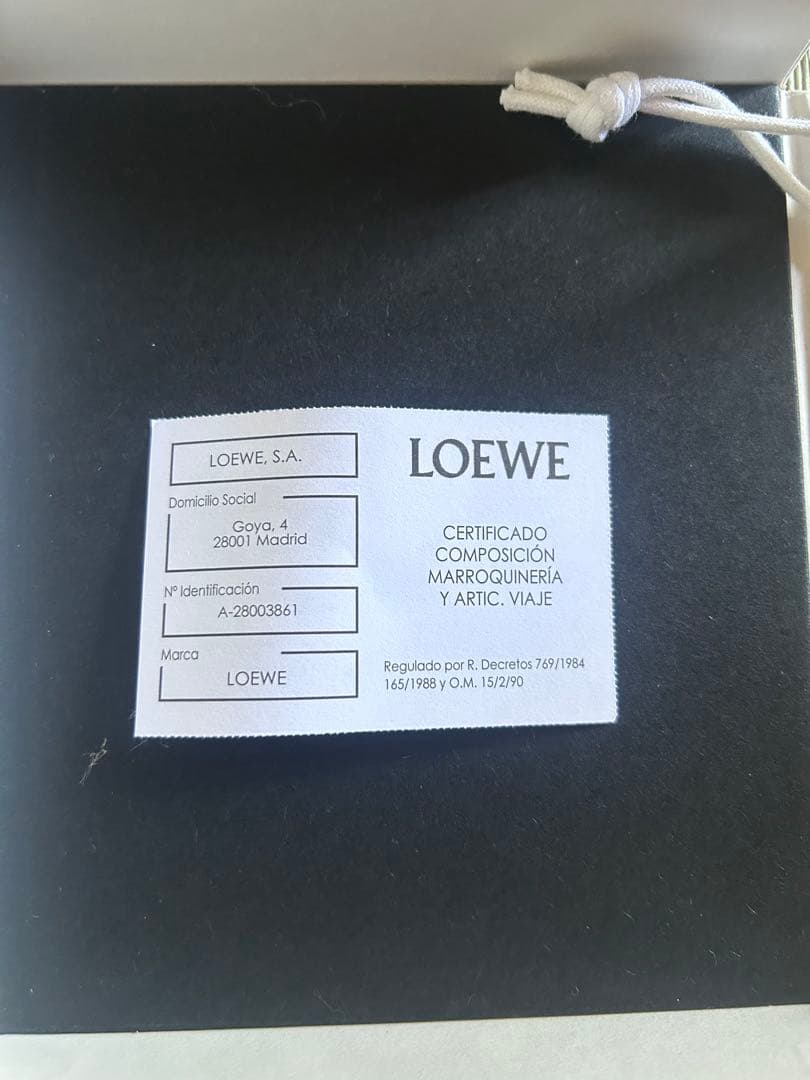 LOEWE, S.A.
Domicilio Social
Goya, 4
28001 Madrid
Nº Identificación
A-28003861
Marca
LOEWE
LOEWE
CERTIFICADO
COMPOSICIÓN
MARROQUINERÍA
Y ARTIC. VIAJE
Regulado por R. Decretos 769/1984
165/1988 y O.M. 15/2/90